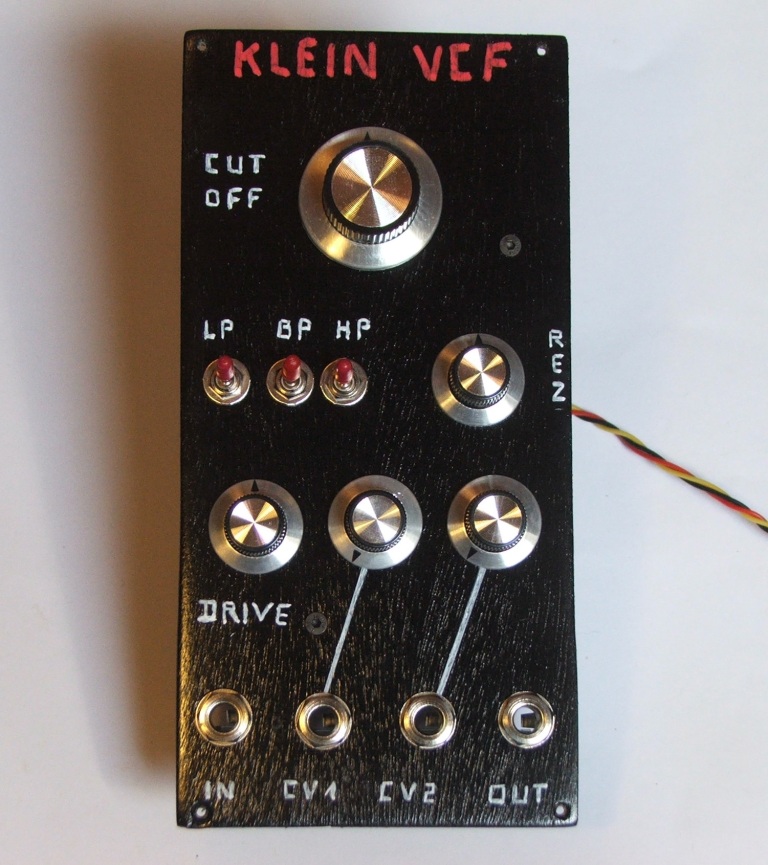 KLEIN VCF
CUT
OFF
LP BP HP
REZ
DRIVE
IN CV1 CV2 OUT